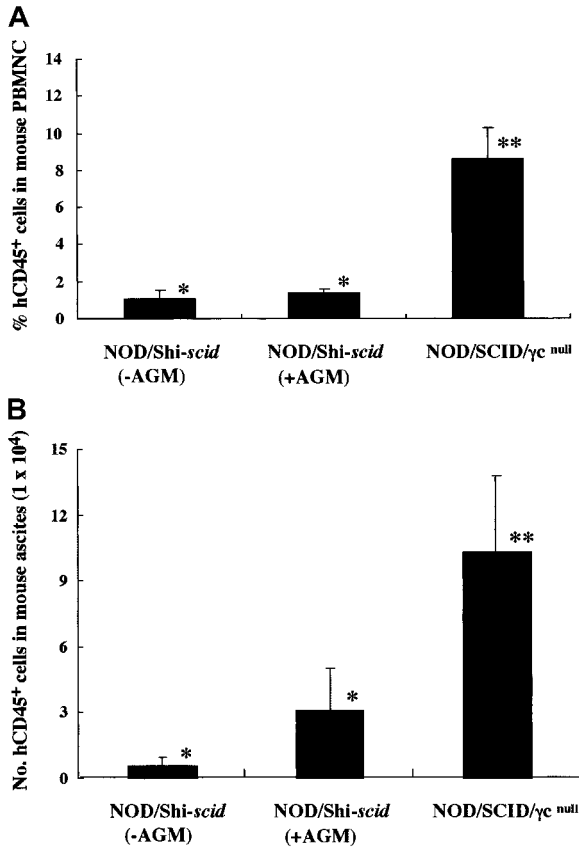 A
% hCD45+ cells in mouse PBMNC
14
12
10
8
6
4
2
0
*
*
**
NOD/Shi-scid
(-AGM)
NOD/Shi-scid
(+AGM)
NOD/SCID/γc null
B
No. hCD45+ cells in mouse ascites (1 x 10⁴)
15
12
9
6
3
0
*
*
**
NOD/Shi-scid
(-AGM)
NOD/Shi-scid
(+AGM)
NOD/SCID/γc null